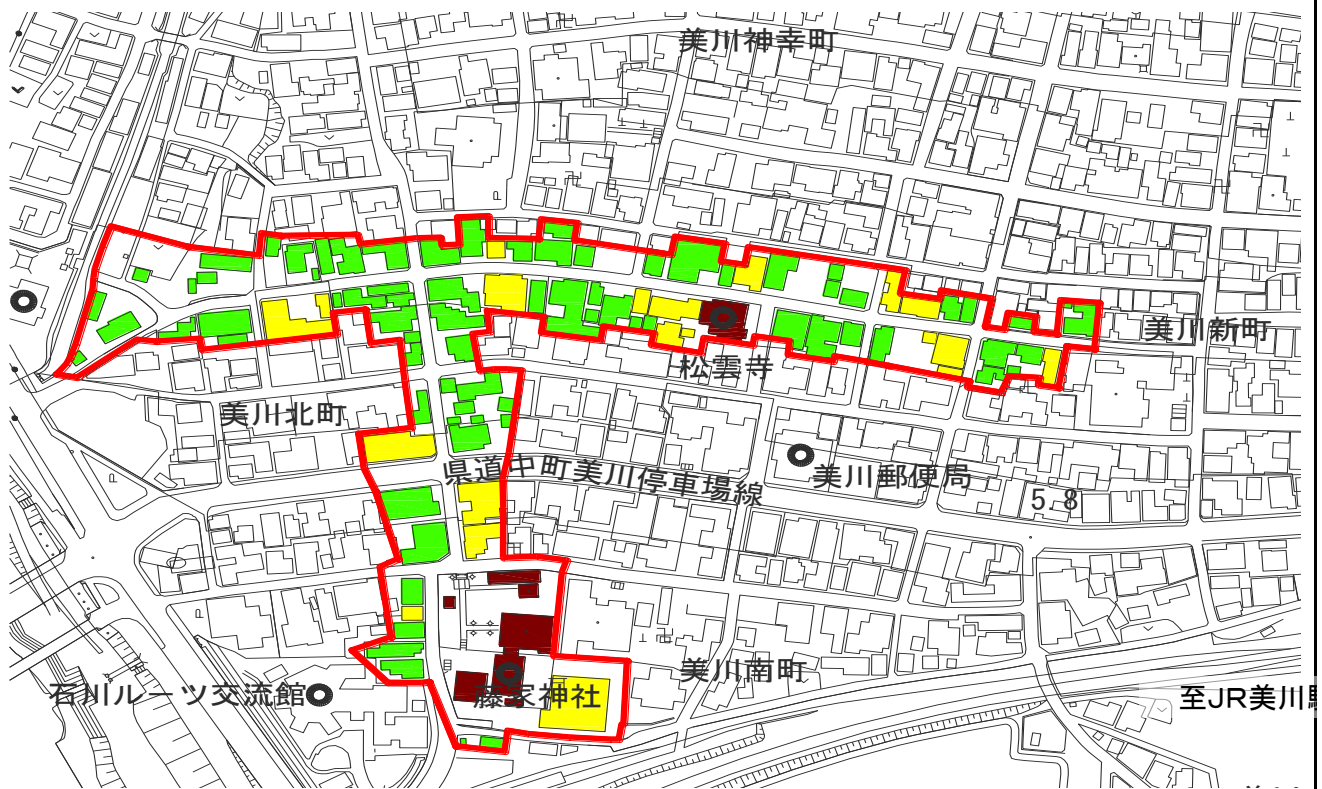 美川神幸町
美川新町
松雲寺
美川北町
県道中町美川停車場線
美川郵便局
5.8
美川南町
石川ルーツ交流館
藤家神社
至JR美川駅